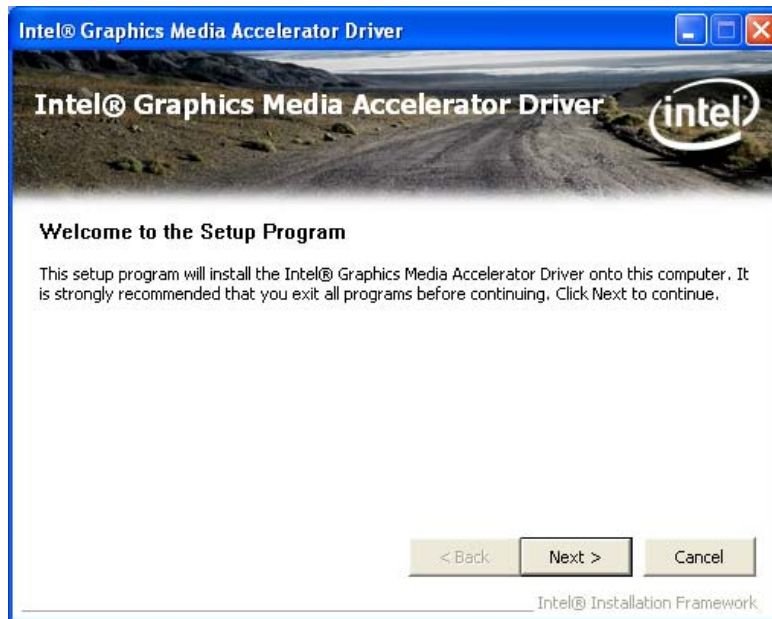 Intel® Graphics Media Accelerator Driver
Intel® Graphics Media Accelerator Driver
intel
Welcome to the Setup Program
This setup program will install the Intel® Graphics Media Accelerator Driver onto this computer. It
is strongly recommended that you exit all programs before continuing. Click Next to continue.
< Back Next > Cancel
Intel® Installation Framework